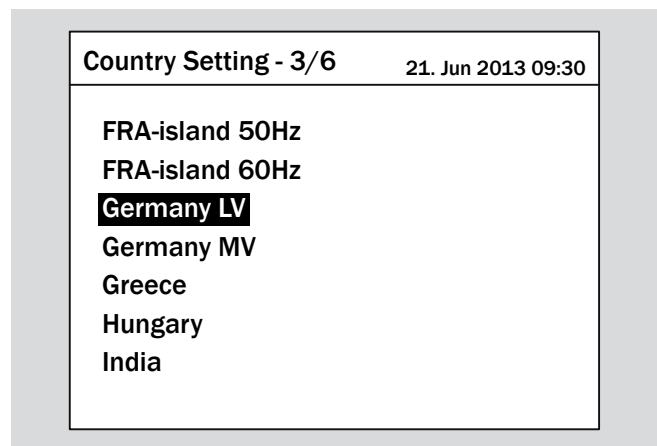 Country Setting - 3/6 21. Jun 2013 09:30
FRA-island 50Hz
FRA-island 60Hz
Germany LV
Germany MV
Greece
Hungary
India